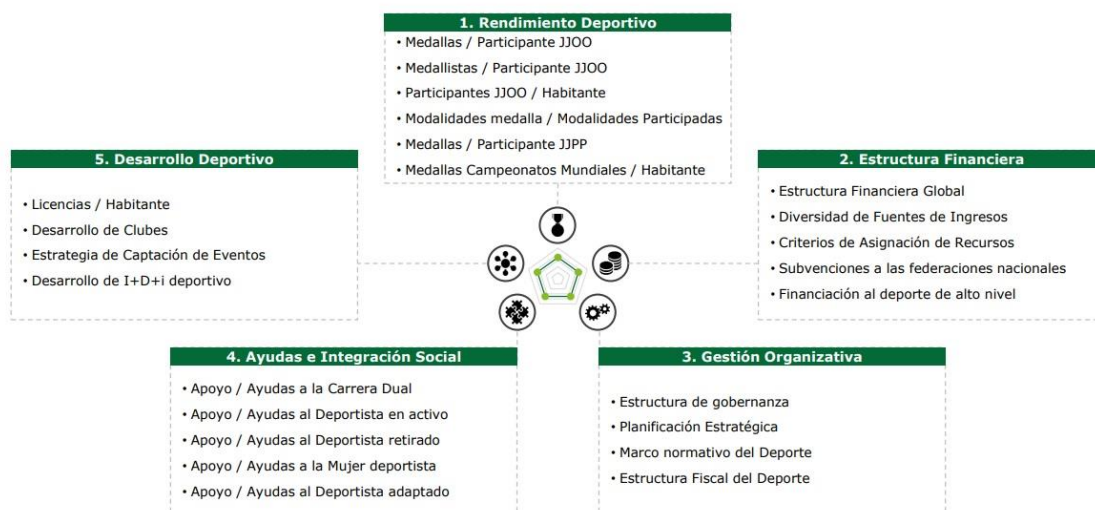 1. Rendimiento Deportivo
• Medallas / Participante JJOO
• Medallistas / Participante JJOO
• Participantes JJOO / Habitante
• Modalidades medalla / Modalidades Participadas
• Medallas / Participante JJPP
• Medallas Campeonatos Mundiales / Habitante
2. Estructura Financiera
• Estructura Financiera Global
• Diversidad de Fuentes de Ingresos
• Criterios de Asignación de Recursos
• Subvenciones a las federaciones nacionales
• Financiación al deporte de alto nivel
3. Gestión Organizativa
• Estructura de gobernanza
• Planificación Estratégica
• Marco normativo del Deporte
• Estructura Fiscal del Deporte
4. Ayudas e Integración Social
• Apoyo / Ayudas a la Carrera Dual
• Apoyo / Ayudas al Deportista en activo
• Apoyo / Ayudas al Deportista retirado
• Apoyo / Ayudas a la Mujer deportista
• Apoyo / Ayudas al Deportista adaptado
5. Desarrollo Deportivo
• Licencias / Habitante
• Desarrollo de Clubes
• Estrategia de Captación de Eventos
• Desarrollo de I+D+i deportivo